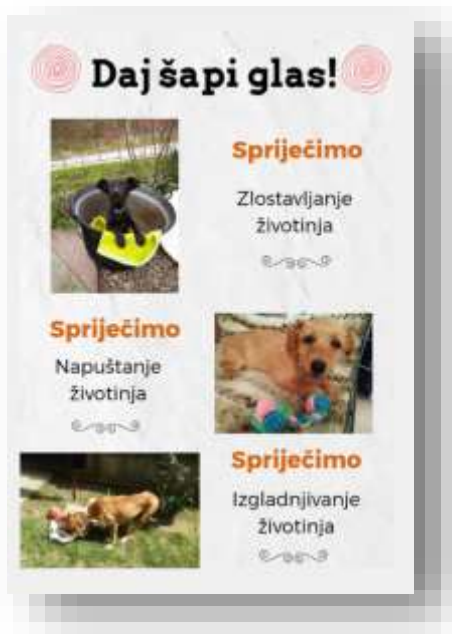 Daj šapi glas!
Spriječimo
Zlostavljanje
životinja
Spriječimo
Napuštanje
životinja
Spriječimo
Izgladnjivanje
životinja